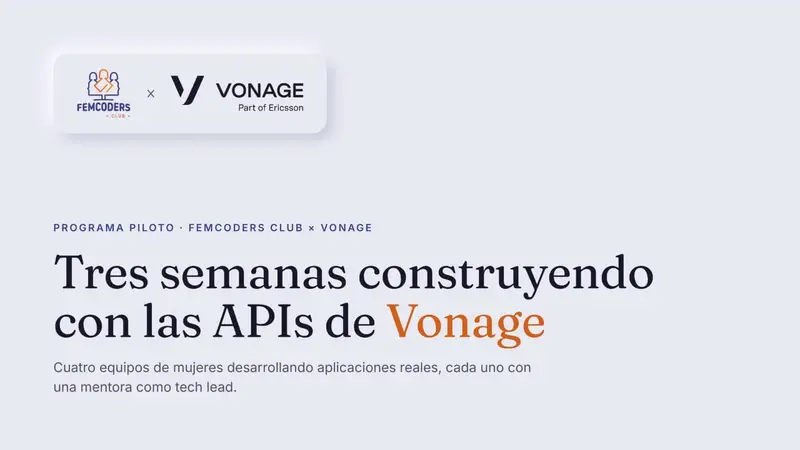 FEMCODERS
• CLUB •
×
VONAGE
Part of Ericsson
PROGRAMA PILOTO · FEMCODERS CLUB × VONAGE
Tres semanas construyendo
con las APIs de Vonage
Cuatro equipos de mujeres desarrollando aplicaciones reales, cada uno con
una mentora como tech lead.